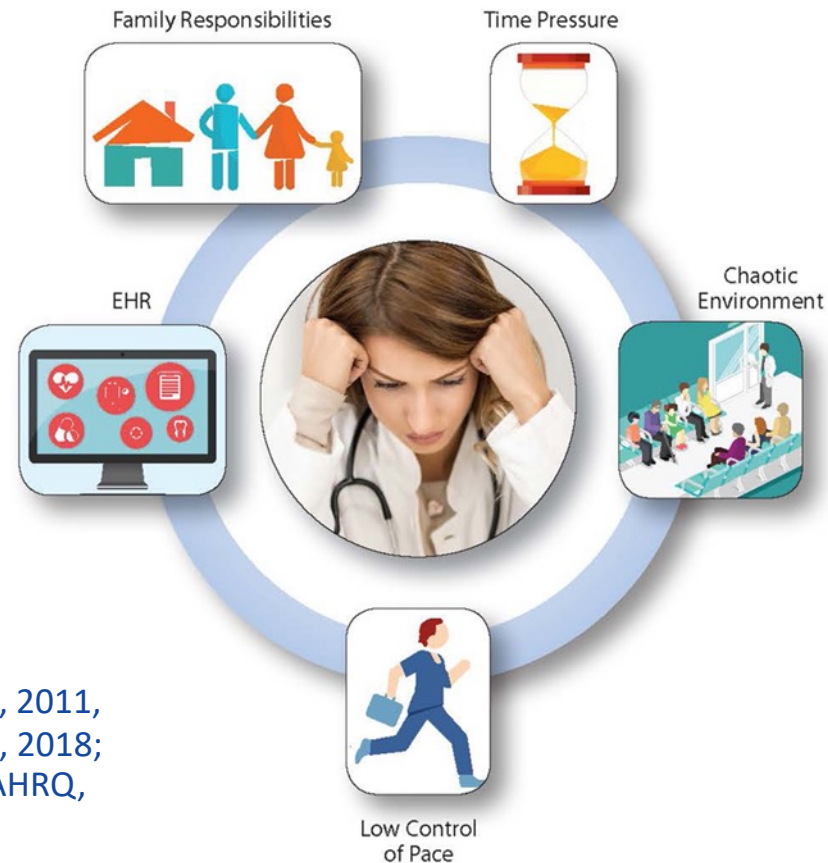 Family Responsibilities
Time Pressure
EHR
Chaotic
Environment
, 2011,
, 2018;
AHRQ,
Low Control
of Pace